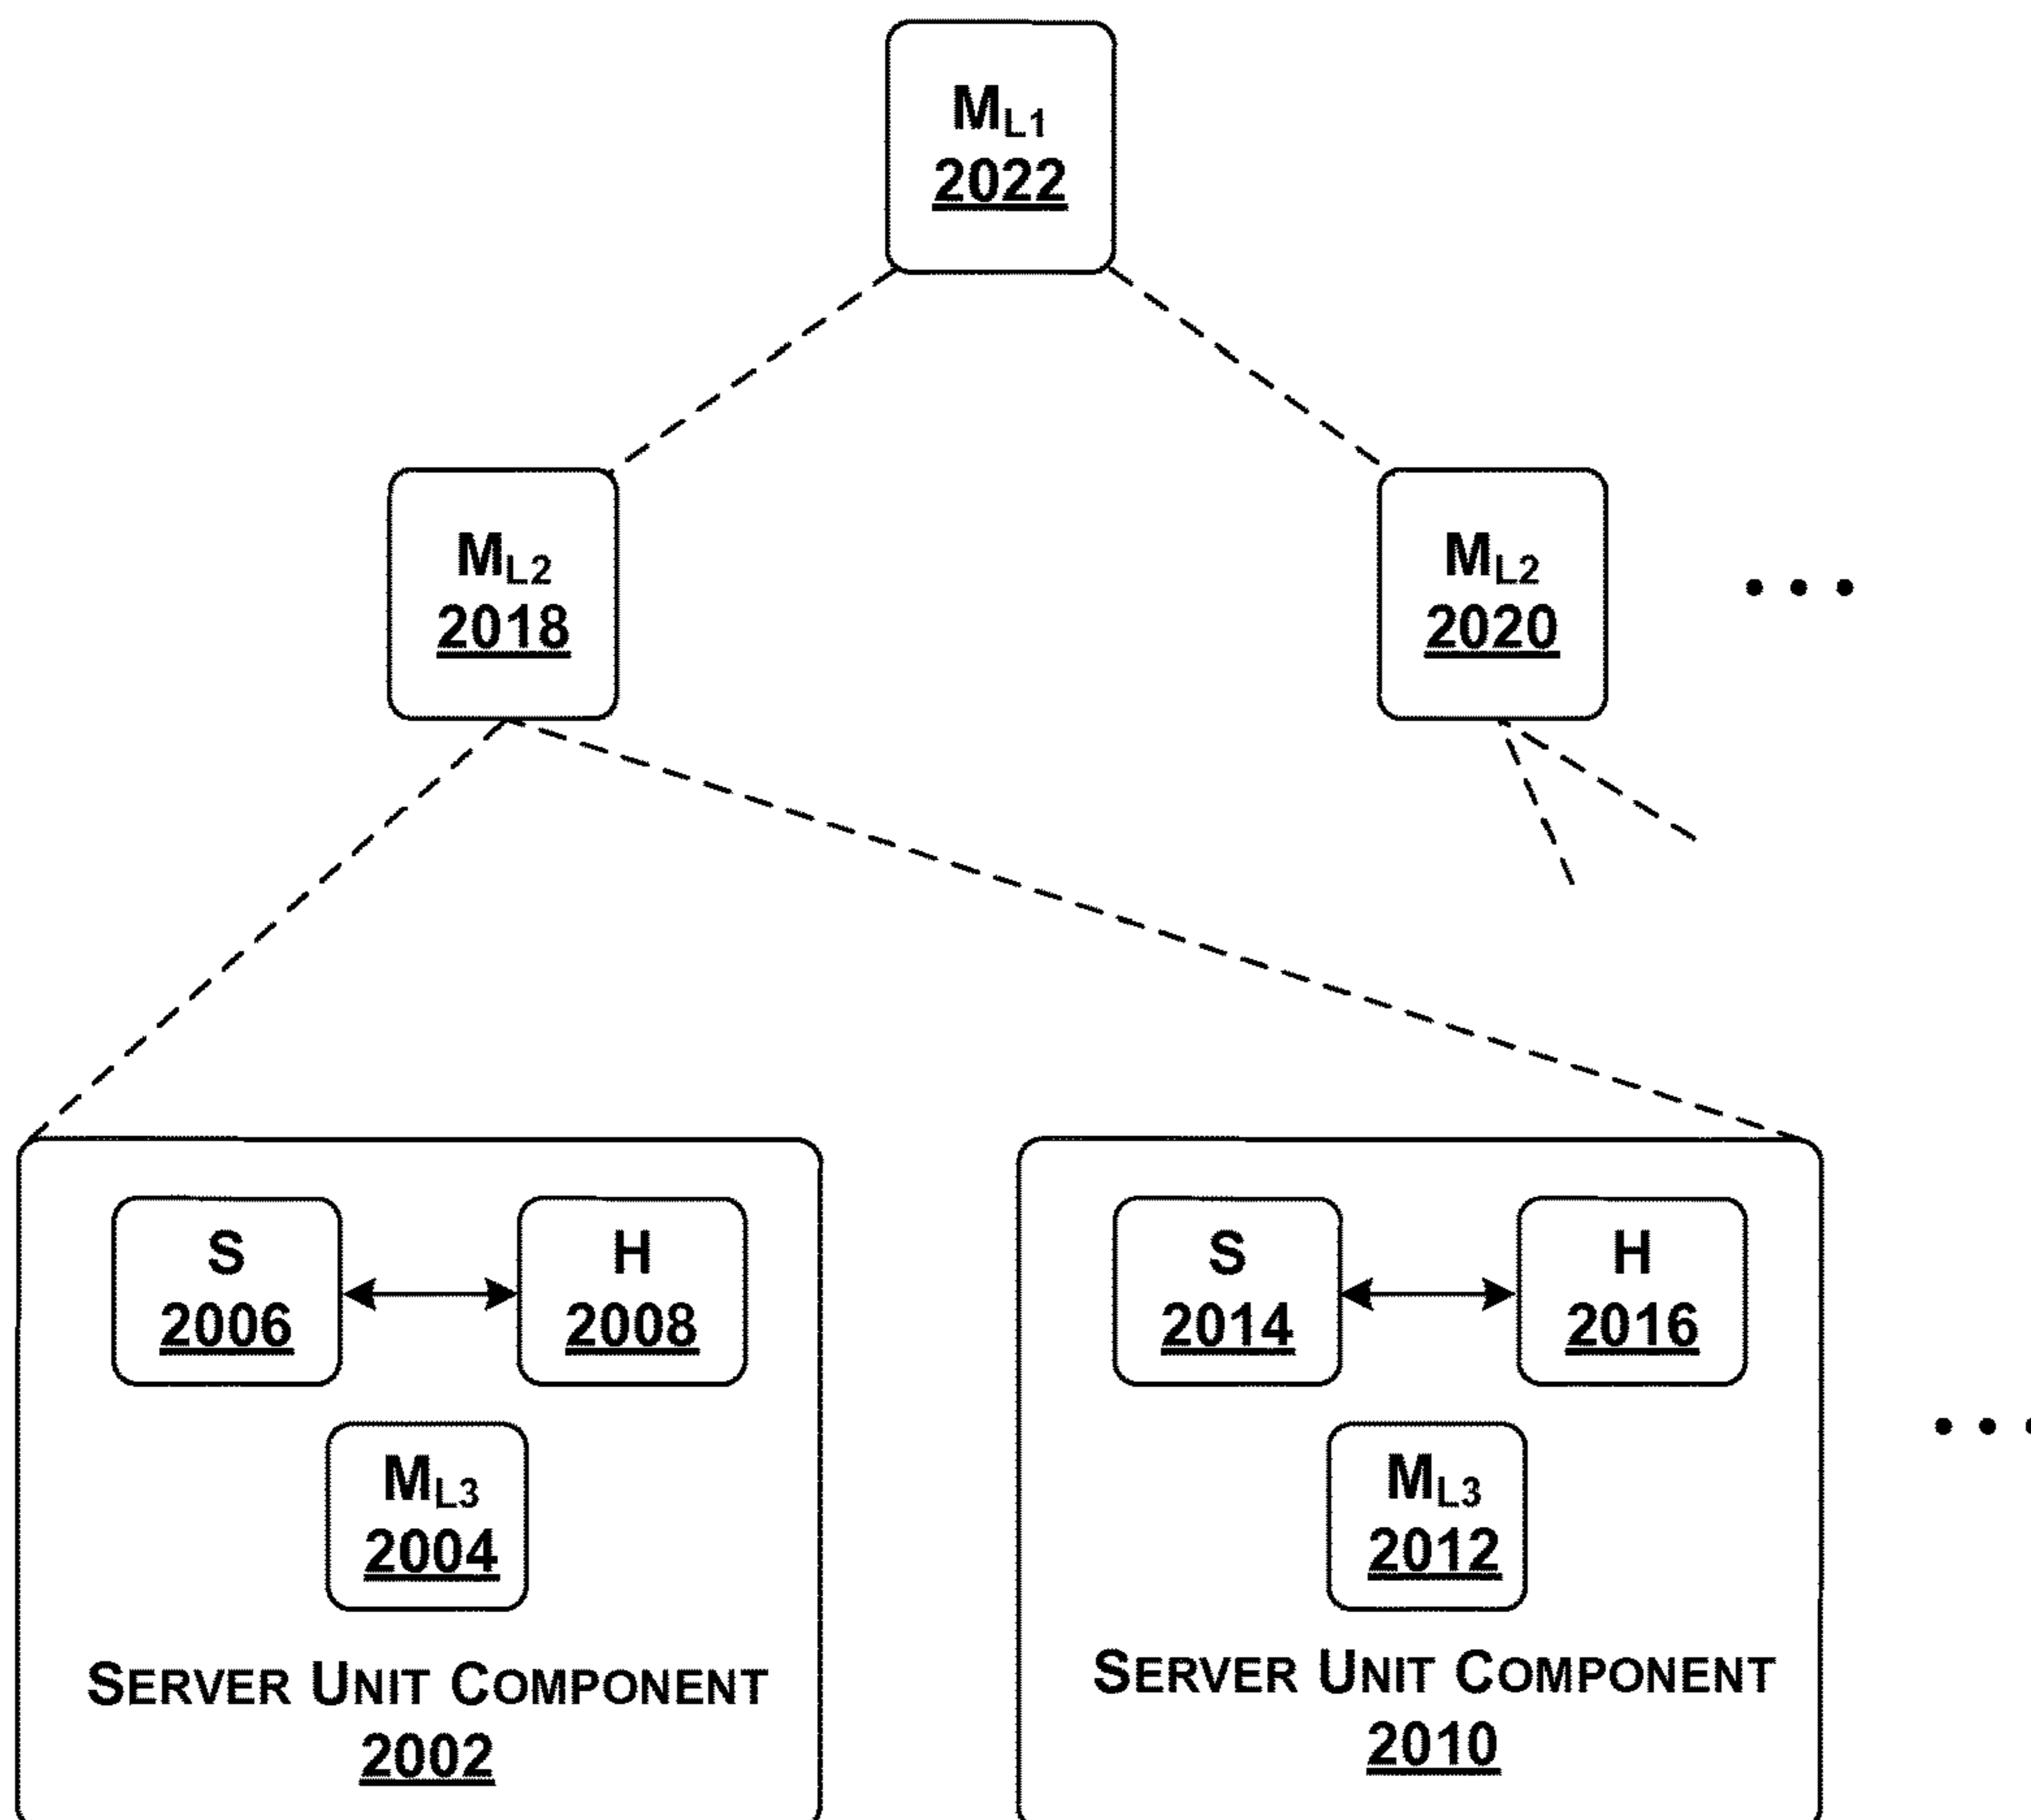 ML1
2022
ML2
2018
ML2
2020
S
2006
H
2008
ML3
2004
SERVER UNIT COMPONENT
2002
S
2014
H
2016
ML3
2012
SERVER UNIT COMPONENT
2010